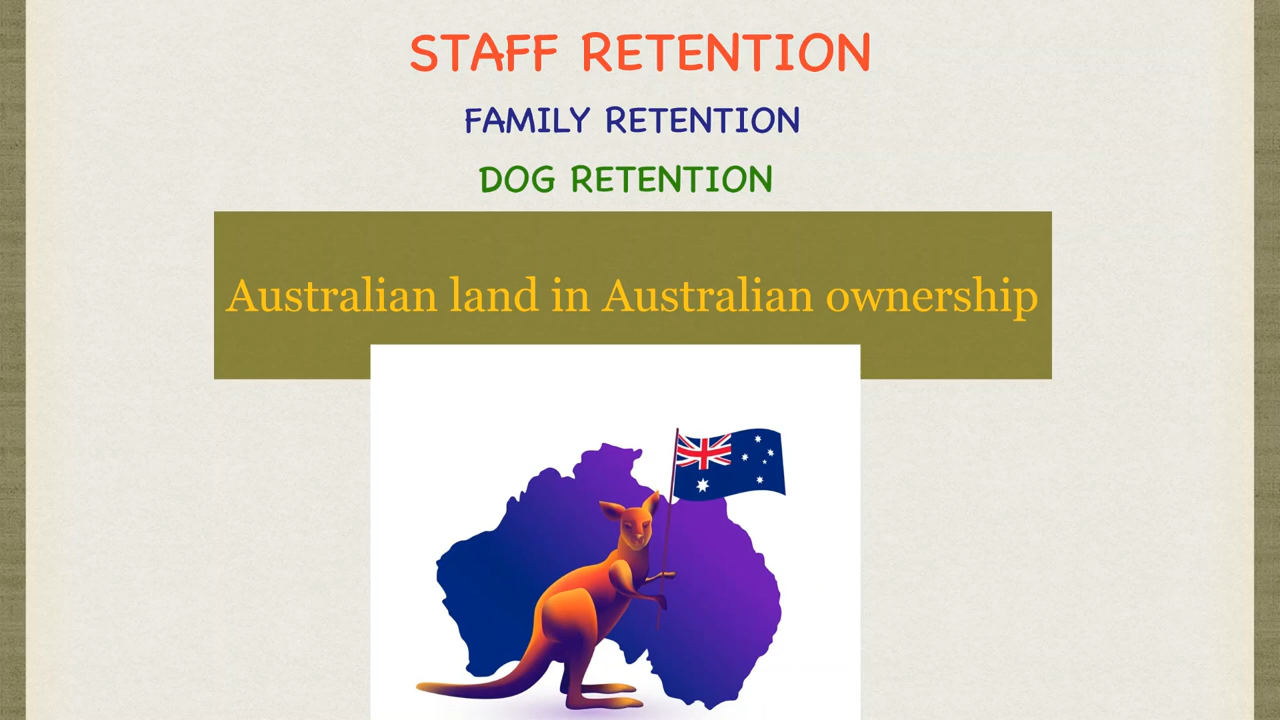 STAFF RETENTION
FAMILY RETENTION
DOG RETENTION
Australian land in Australian ownership